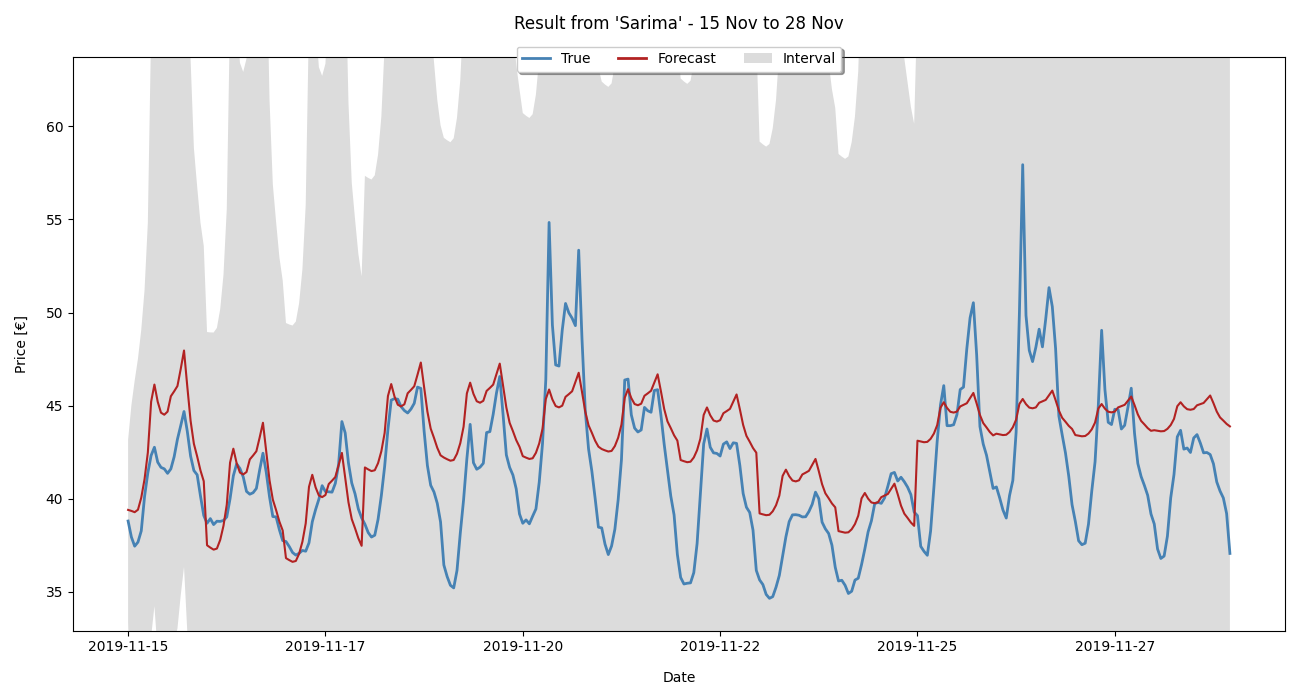 Result from 'Sarima' - 15 Nov to 28 Nov
True Forecast Interval
60
55
50
45
40
35
Price [€]
2019-11-15 2019-11-17 2019-11-20 2019-11-22 2019-11-25 2019-11-27
Date